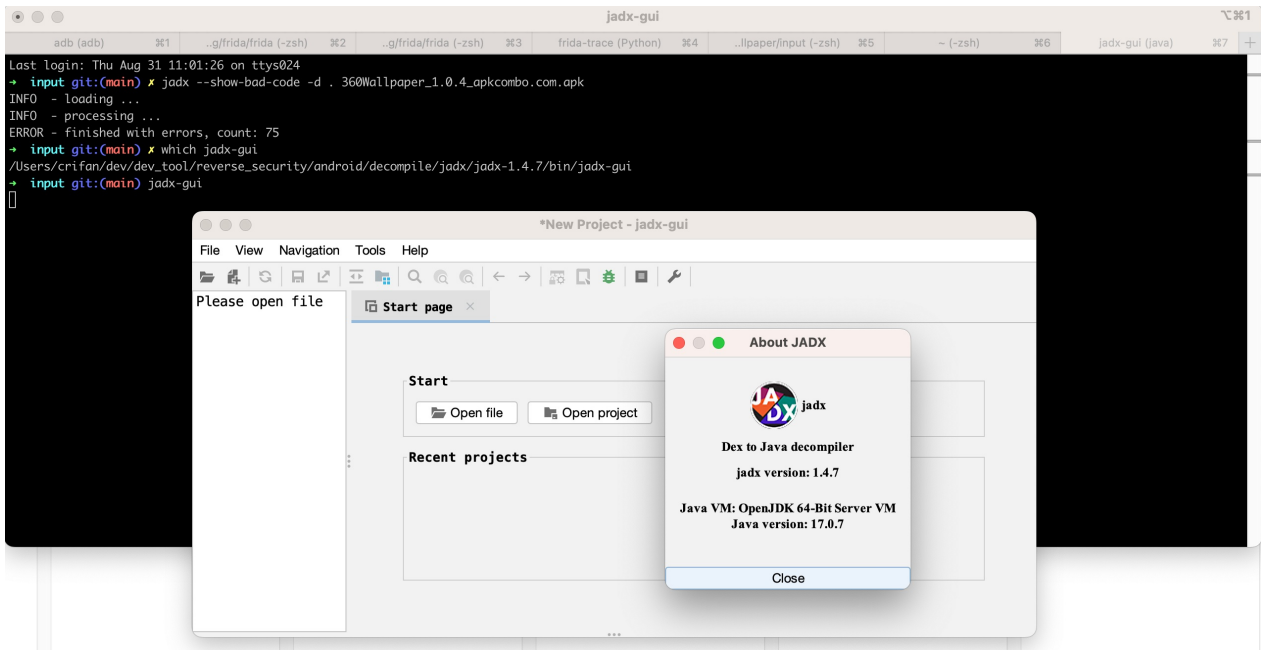 jadx-gui
⌥⌘1
adb (adb) ⌘1 ..g/frida/frida (-zsh) ⌘2 ..g/frida/frida (-zsh) ⌘3 frida-trace (Python) ⌘4 ..llpaper/input (-zsh) ⌘5 ~ (-zsh) ⌘6 jadx-gui (java) ⌘7
Last login: Thu Aug 31 11:01:26 on ttys024
→ input git:(main) ✗ jadx --show-bad-code -d . 360Wallpaper_1.0.4_apkcombo.com.apk
INFO - loading ...
INFO - processing ...
ERROR - finished with errors, count: 75
→ input git:(main) ✗ which jadx-gui
/Users/crifan/dev/dev_tool/reverse_security/android/decompile/jadx/jadx-1.4.7/bin/jadx-gui
→ input git:(main) jadx-gui
*New Project - jadx-gui
File View Navigation Tools Help
Please open file
Start page
Start
Open file Open project
Recent projects
About JADX
JADX
jadx
Dex to Java decompiler
jadx version: 1.4.7
Java VM: OpenJDK 64-Bit Server VM
Java version: 17.0.7
Close